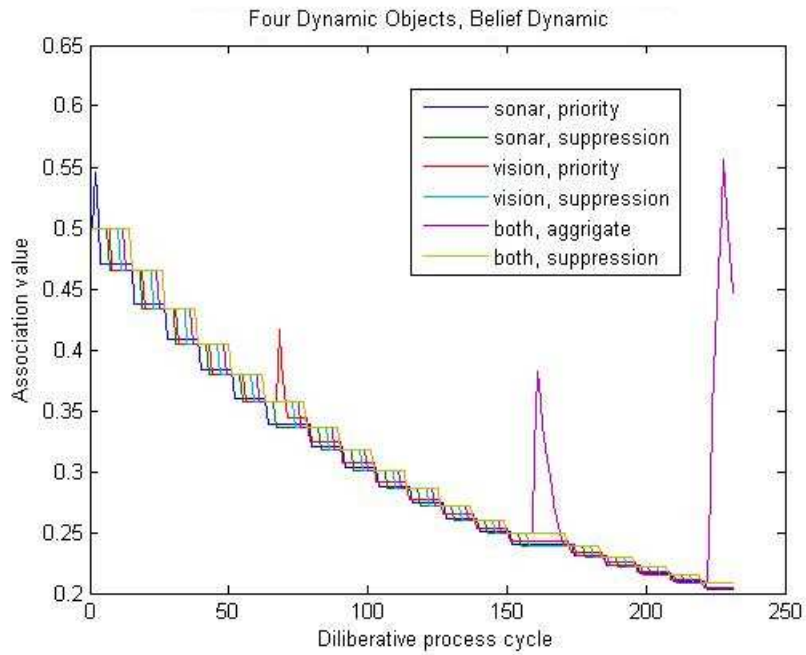 Four Dynamic Objects, Belief Dynamic
0.65
0.6
0.55
0.5
0.45
0.4
0.35
0.3
0.25
0.2
Association value
sonar, priority
sonar, suppression
vision, priority
vision, suppression
both, aggrigate
both, suppression
0
50
100
150
200
250
Diliberative process cycle